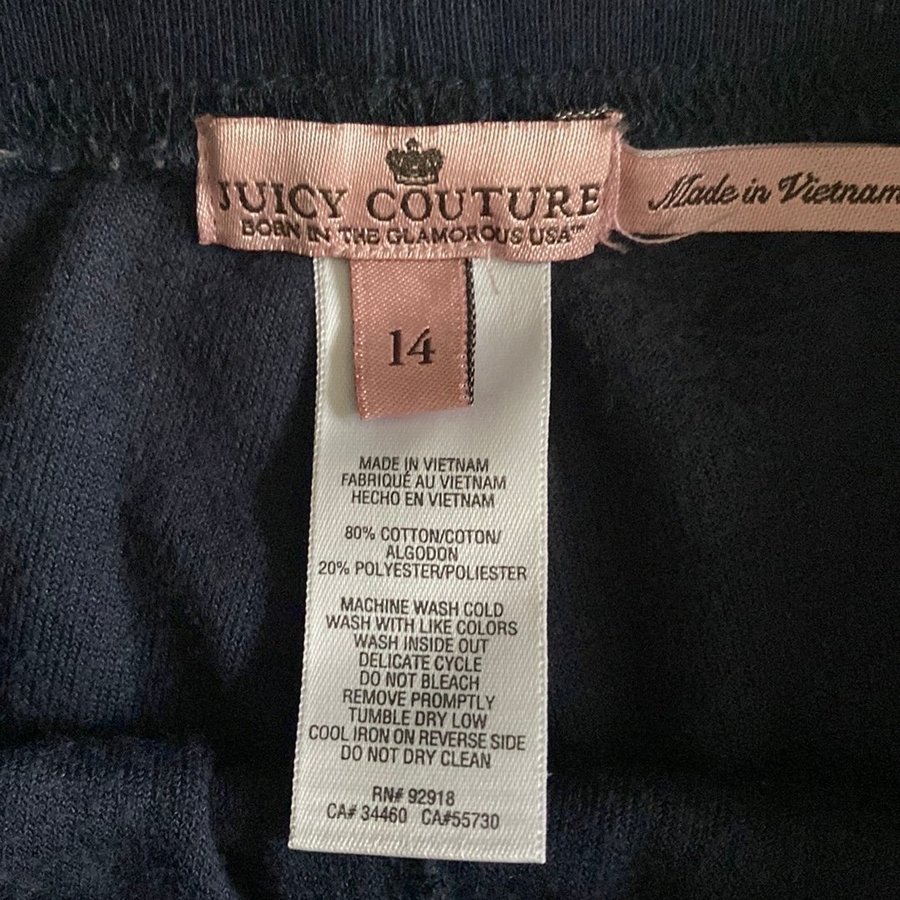 JUICY COUTURE
BORN IN THE GLAMOROUS USA™
Made in Vietnam
14
MADE IN VIETNAM
FABRIQUÉ AU VIETNAM
HECHO EN VIETNAM
80% COTTON/COTON/
ALGODON
20% POLYESTER/POLIESTER
MACHINE WASH COLD
WASH WITH LIKE COLORS
WASH INSIDE OUT
DELICATE CYCLE
DO NOT BLEACH
REMOVE PROMPTLY
TUMBLE DRY LOW
COOL IRON ON REVERSE SIDE
DO NOT DRY CLEAN
RN# 92918
CA# 34460 CA#55730